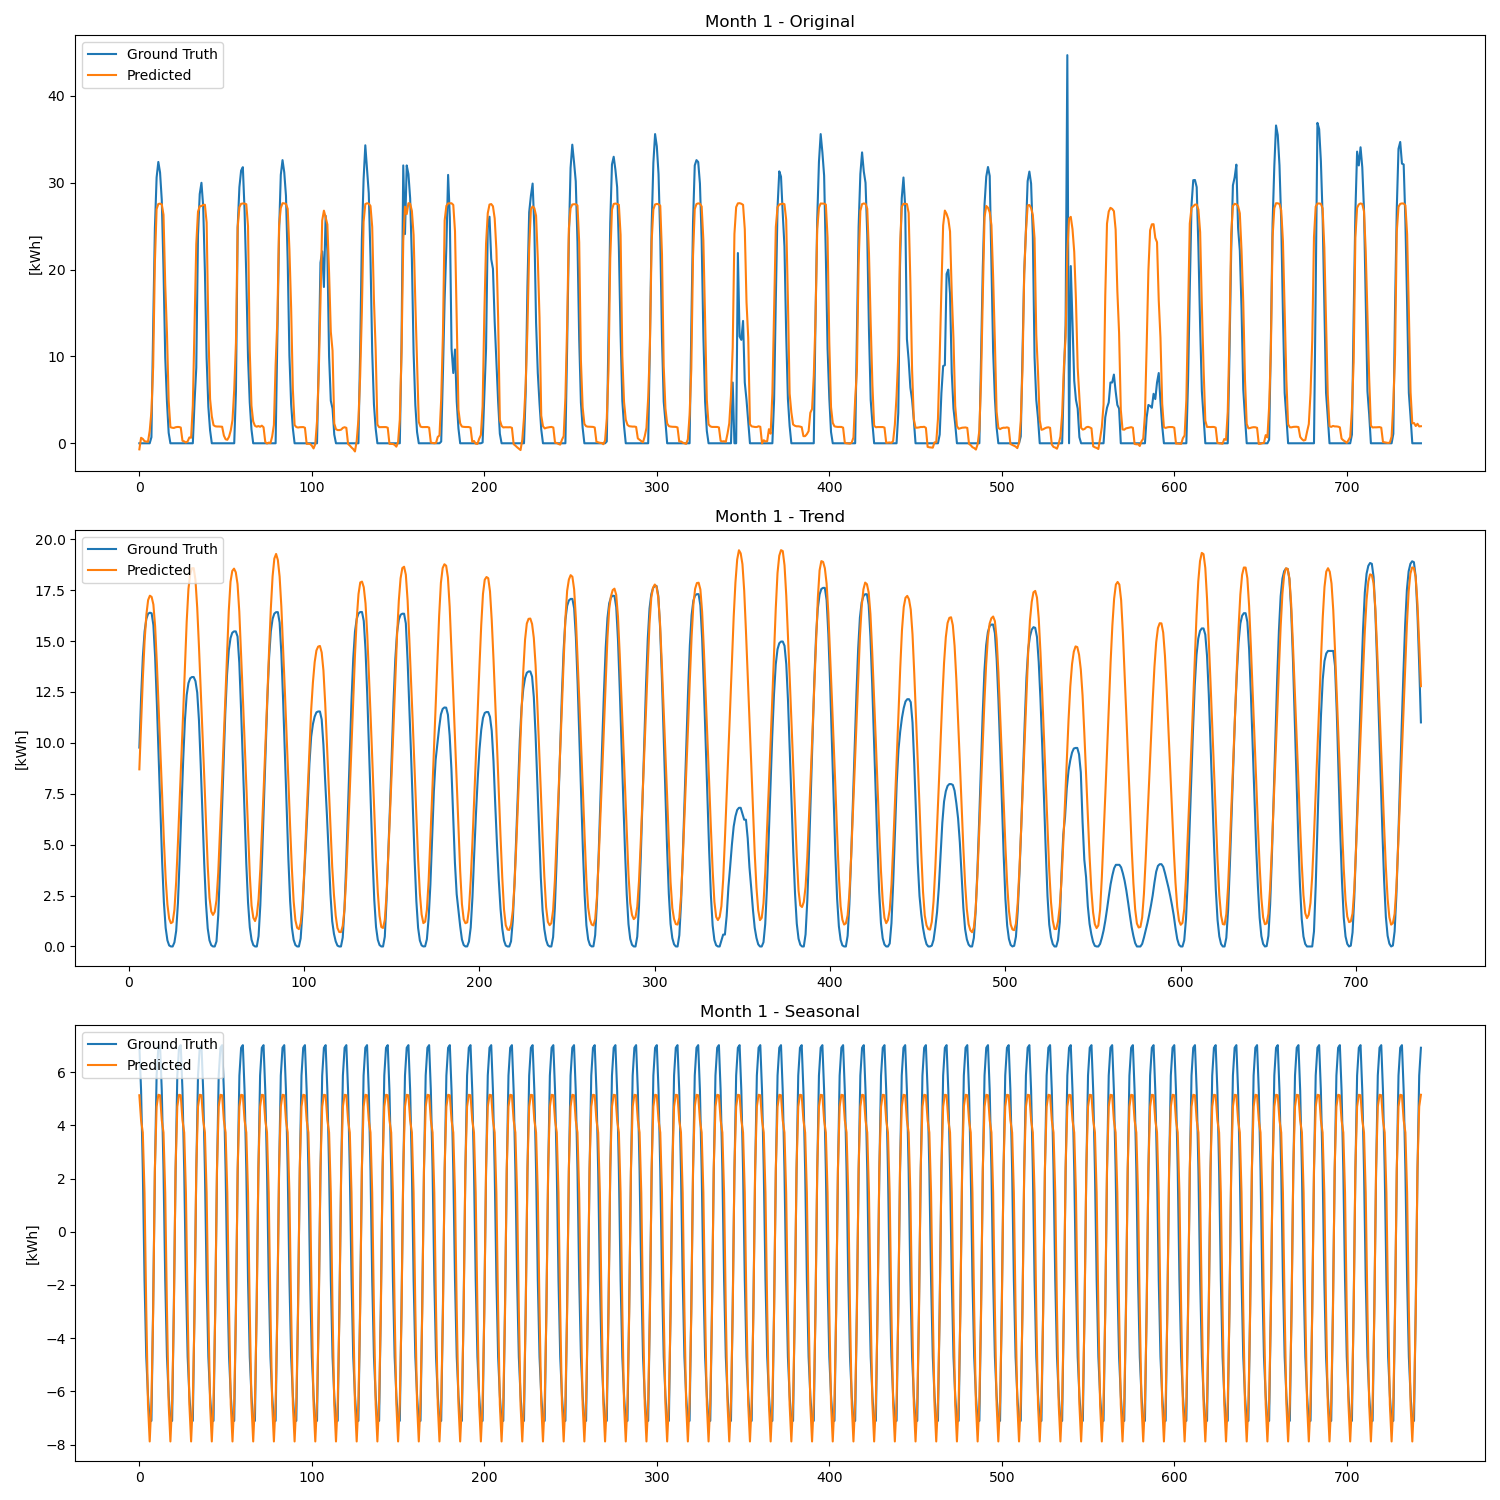 Month 1 - Original
Ground Truth
Predicted
[kWh]
40
30
20
10
0
0 100 200 300 400 500 600 700
Month 1 - Trend
Ground Truth
Predicted
[kWh]
20.0
17.5
15.0
12.5
10.0
7.5
5.0
2.5
0.0
0 100 200 300 400 500 600 700
Month 1 - Seasonal
Ground Truth
Predicted
[kWh]
6
4
2
0
−2
−4
−6
−8
0 100 200 300 400 500 600 700